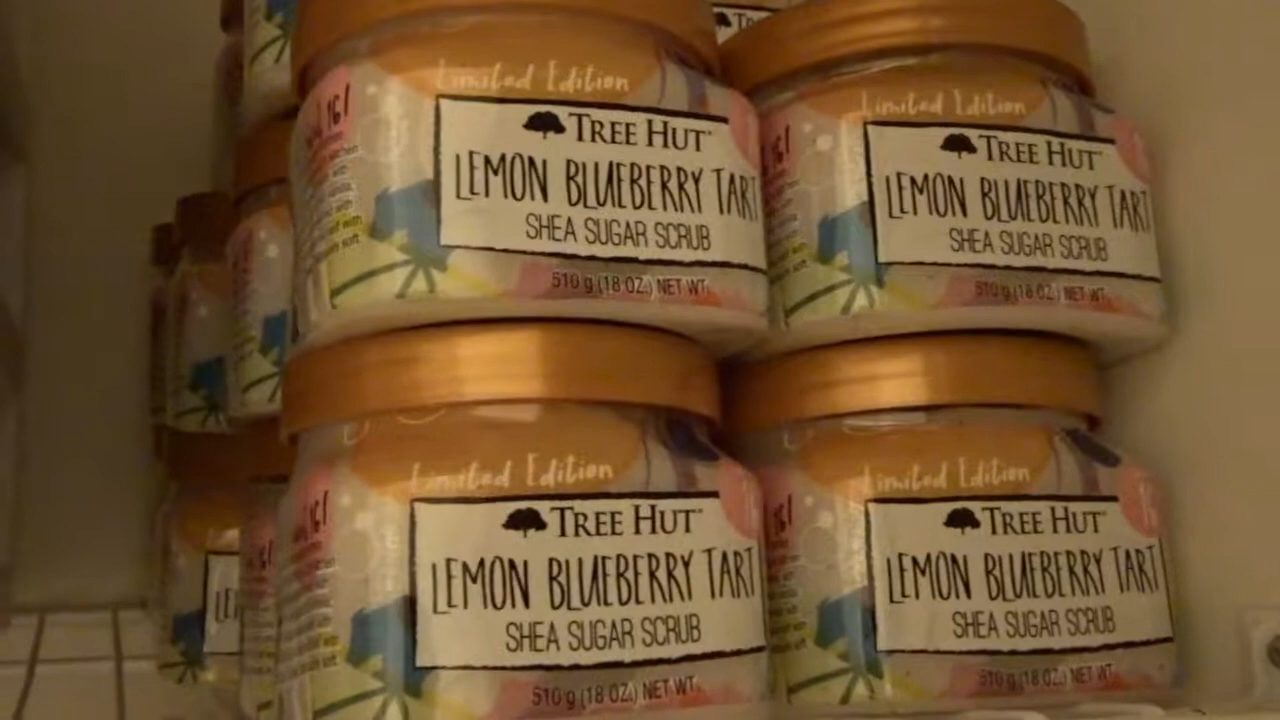 Limited Edition
TREE HUT
LEMON BLUEBERRY TART
SHEA SUGAR SCRUB
510 g (18 OZ.) NET WT.
Limited Edition
TREE HUT
LEMON BLUEBERRY TART
SHEA SUGAR SCRUB
510 g (18 OZ.) NET WT.
Limited Edition
TREE HUT
LEMON BLUEBERRY TART
SHEA SUGAR SCRUB
510 g (18 OZ.) NET WT.
Limited Edition
TREE HUT
LEMON BLUEBERRY TART
SHEA SUGAR SCRUB
510 g (18 OZ.) NET WT.